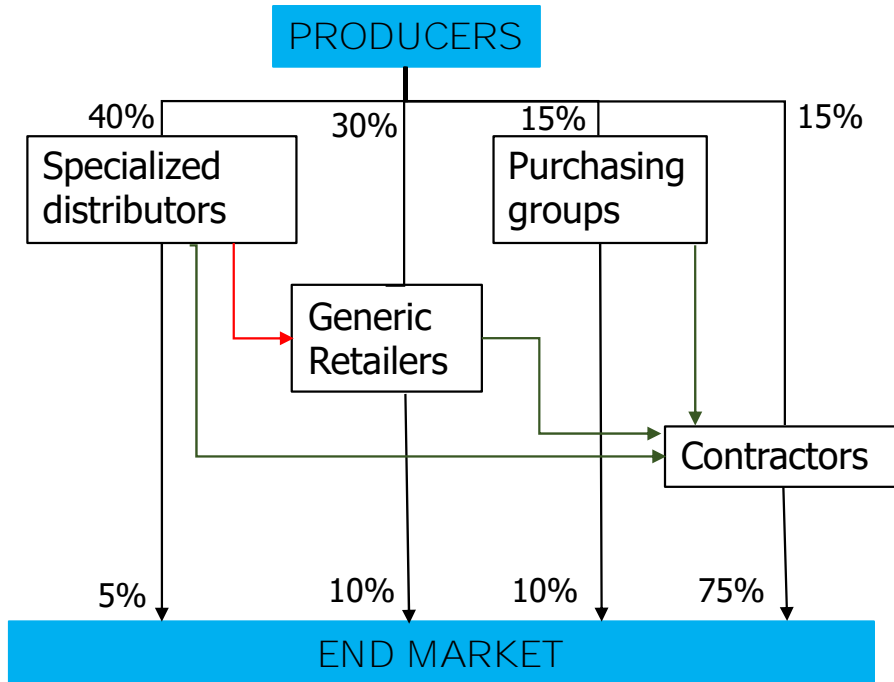 PRODUCERS
40%
30%
15%
15%
Specialized
distributors
Purchasing
groups
Generic
Retailers
Contractors
5%
10%
10%
75%
END MARKET